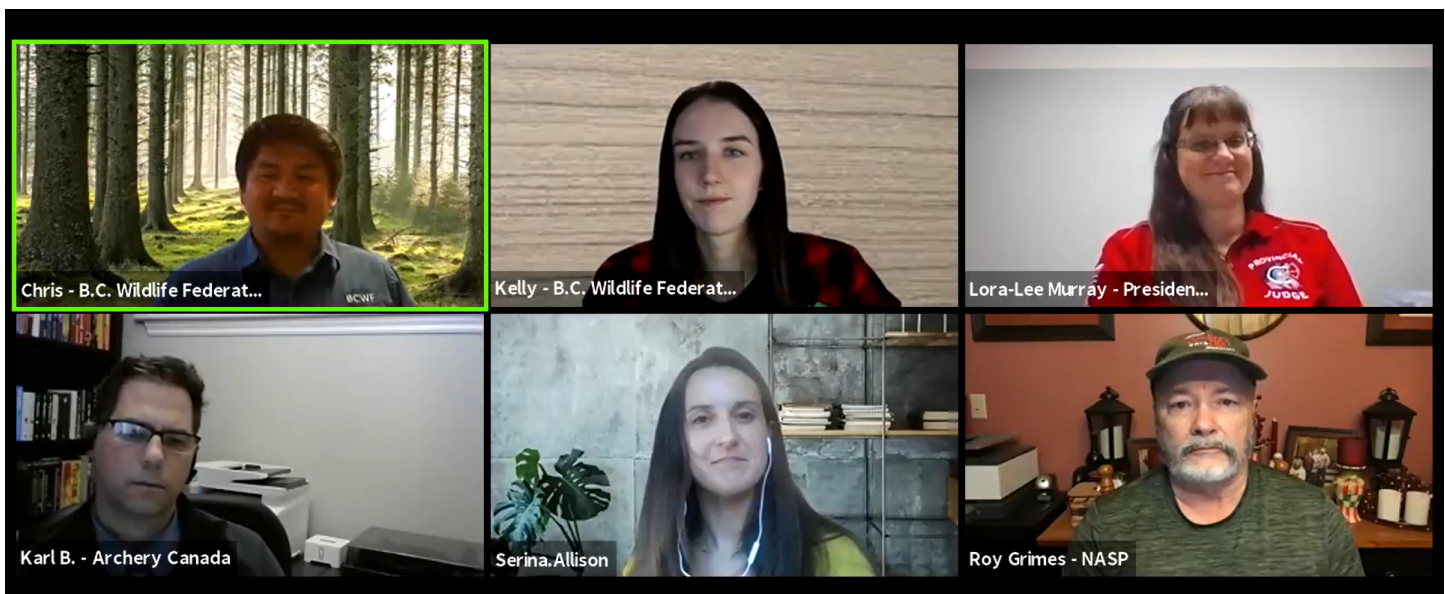 Chris - B.C. Wildlife Federat...
BCWF
Kelly - B.C. Wildlife Federat...
PROVINCIAL
JUDGE
Lora-Lee Murray - Presiden...
Karl B. - Archery Canada
Serina.Allison
Roy Grimes - NASP